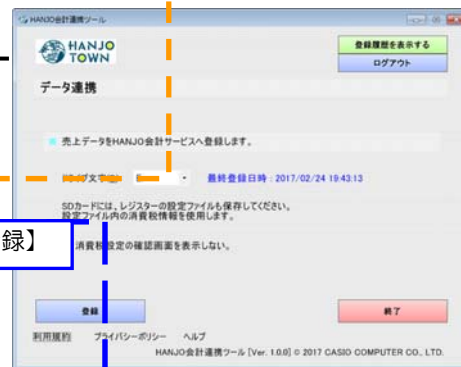 HANJO会計連携ツール
HANJO
TOWN
登録履歴を表示する
ログアウト
データ連携
売上データをHANJO会計サービスへ登録します。
最終登録日時:2017/02/24 19:43:13
SDカードには、レジスターの設定ファイルも保存してください。
設定ファイル内の消費税情報を使用します。
録】
消費税設定の確認画面を表示しない。
登録
終了
利用規約 プライバシーポリシー ヘルプ
HANJO会計連携ツール [Ver. 1.0.0] © 2017 CASIO COMPUTER CO., LTD.